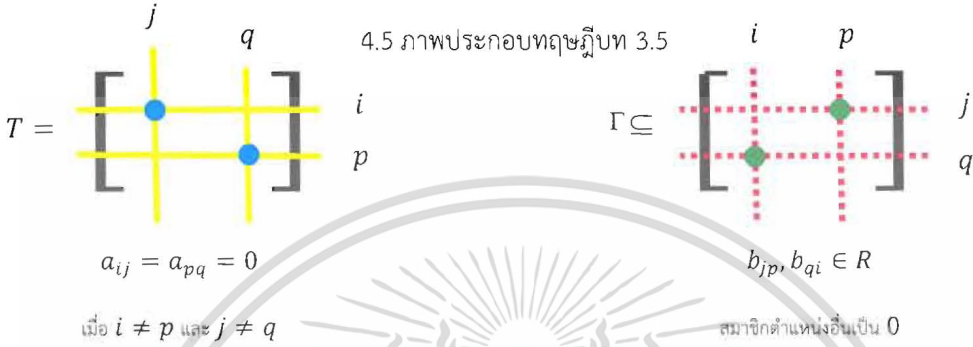 4.5 ภาพประกอบทฤษฎีบท 3.5
j q
T = [ ] i p
i p
Γ⊆ [ ] j q
a_{ij} = a_{pq} = 0
b_{jp}, b_{qi} ∈ R
เมื่อ i ≠ p และ j ≠ q
สมาชิกตำแหน่งอื่นเป็น 0